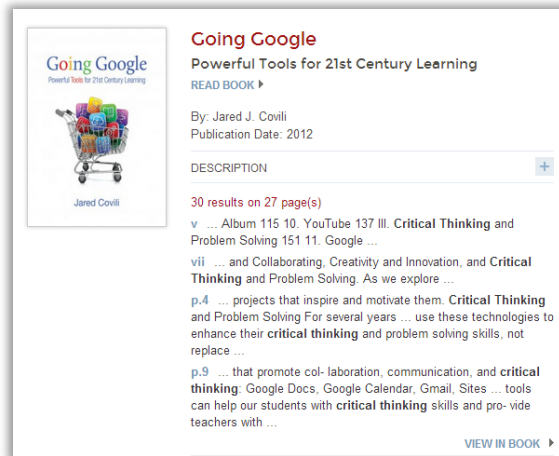 Going Google
Powerful Tools for 21st Century Learning
Jared Covili
Going Google
Powerful Tools for 21st Century Learning
READ BOOK
By: Jared J. Covili
Publication Date: 2012
DESCRIPTION +
30 results on 27 page(s)
v ... Album 115 10. YouTube 137 III. Critical Thinking and
Problem Solving 151 11. Google ...
vii ... and Collaborating, Creativity and Innovation, and Critical
Thinking and Problem Solving. As we explore ...
p.4 ... projects that inspire and motivate them. Critical Thinking
and Problem Solving For several years ... use these technologies to
enhance their critical thinking and problem solving skills, not
replace ...
p.9 ... that promote col- laboration, communication, and critical
thinking: Google Docs, Google Calendar, Gmail, Sites ... tools
can help our students with critical thinking skills and pro- vide
teachers with ...
VIEW IN BOOK